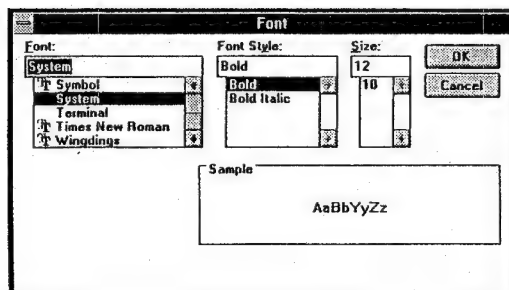 Font
Font:
Font Style:
Size:
OK
System
Bold
12
Cancel
Symbol
System
Terminal
Times New Roman
Wingdings
Bold
Bold Italic
10
Sample
AaBbYyZz